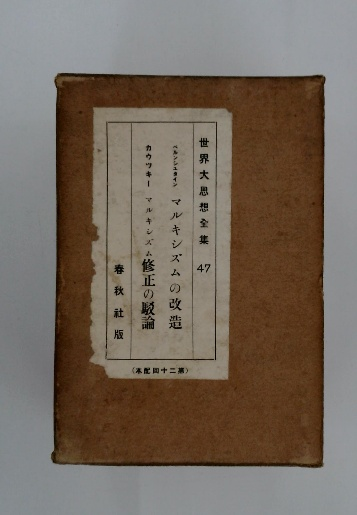 世界大思想全集 47
ベルンシュタイン マルキシズムの改造
カウツキー マルキシズム修正の駁論
春秋社版
(第二十四配本)